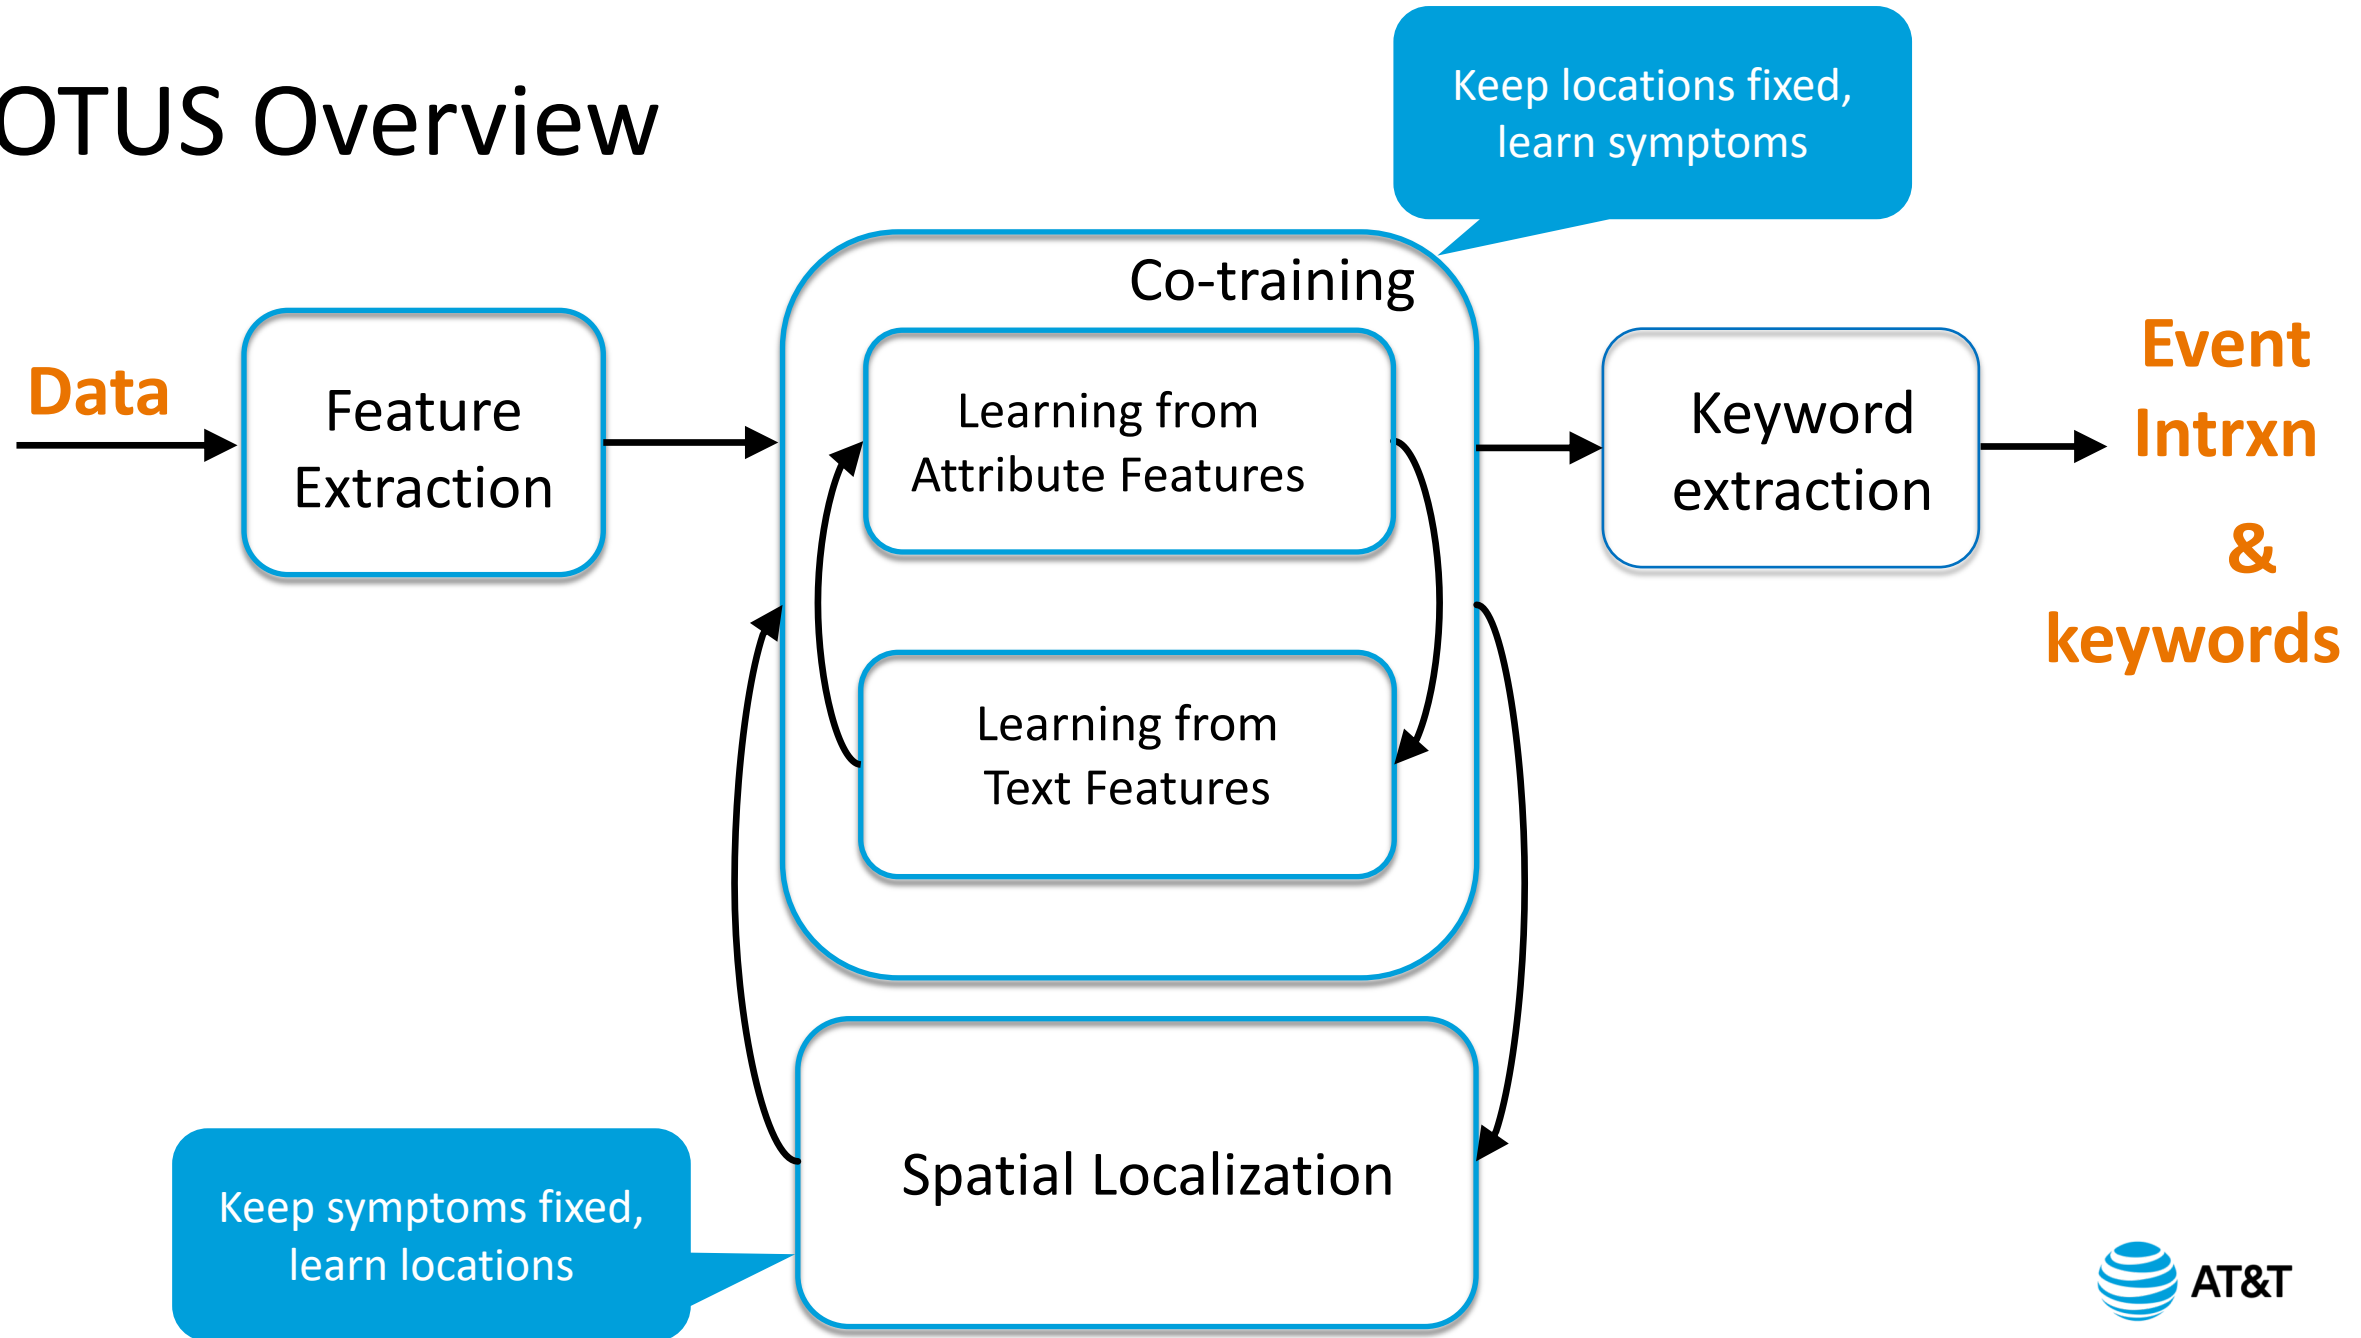 OTUS Overview
Keep locations fixed,
learn symptoms
Co-training
Data
Feature
Extraction
Learning from
Attribute Features
Learning from
Text Features
Keyword
extraction
Event
Intrxn
&
keywords
Spatial Localization
Keep symptoms fixed,
learn locations
AT&T